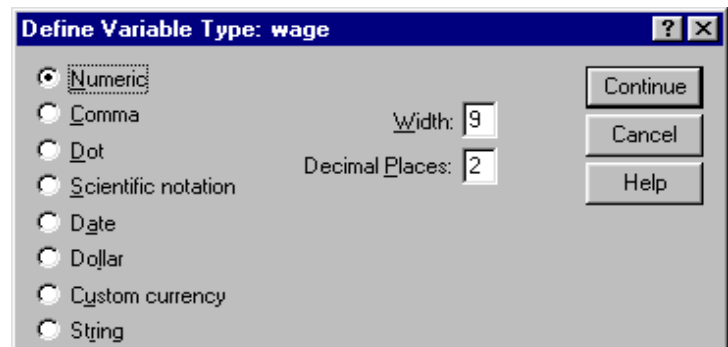 Define Variable Type: wage ? ×
Numeric
Comma
Dot
Scientific notation
Date
Dollar
Custom currency
String
Width: 9
Decimal Places: 2
Continue
Cancel
Help